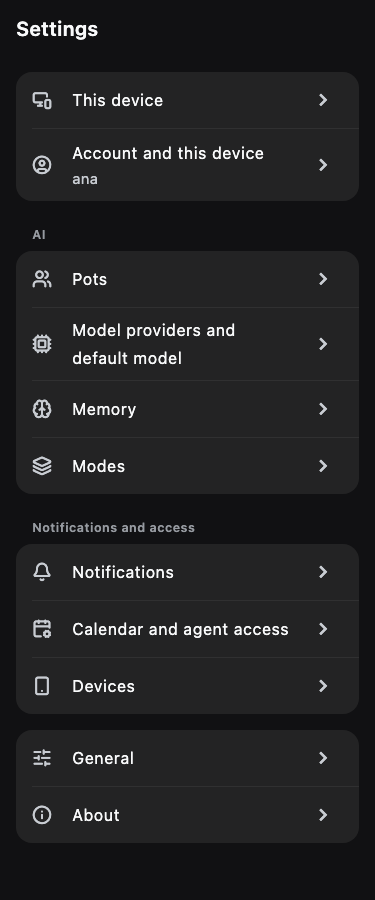 Settings
This device
Account and this device
ana
AI
Pots
Model providers and
default model
Memory
Modes
Notifications and access
Notifications
Calendar and agent access
Devices
General
About